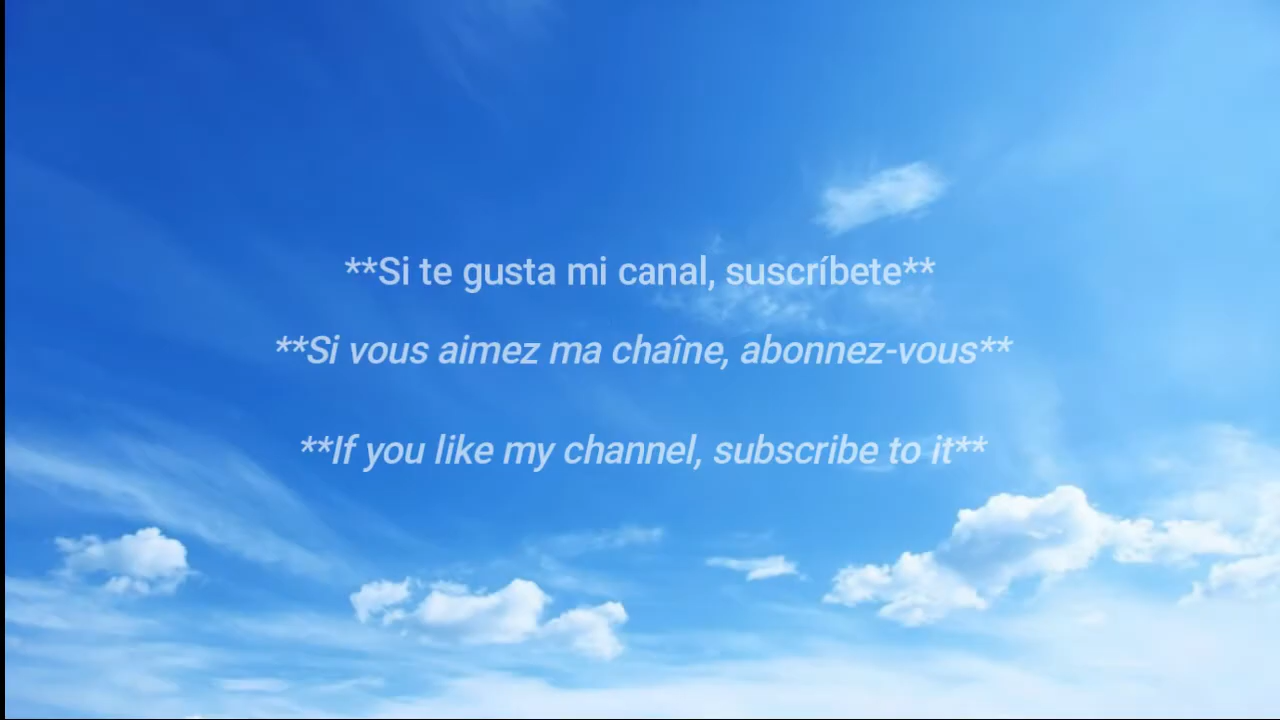 **Si te gusta mi canal, suscríbete**
**Si vous aimez ma chaîne, abonnez-vous**
**If you like my channel, subscribe to it**